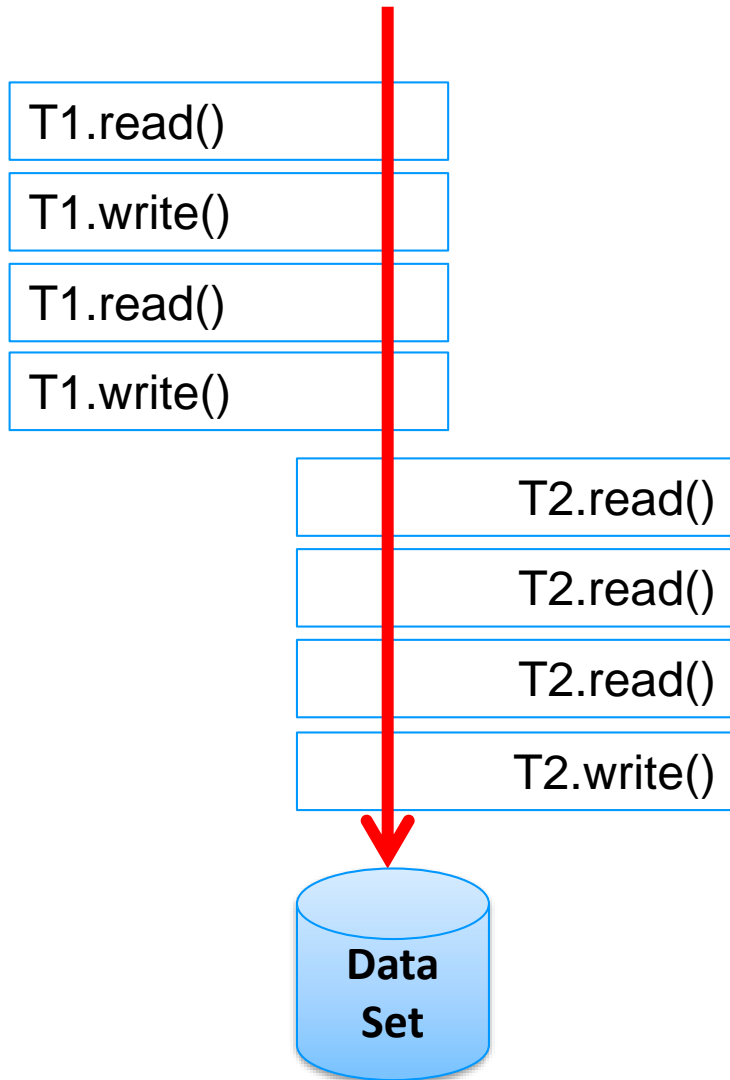 T1.read()
T1.write()
T1.read()
T1.write()
T2.read()
T2.read()
T2.read()
T2.write()
Data
Set